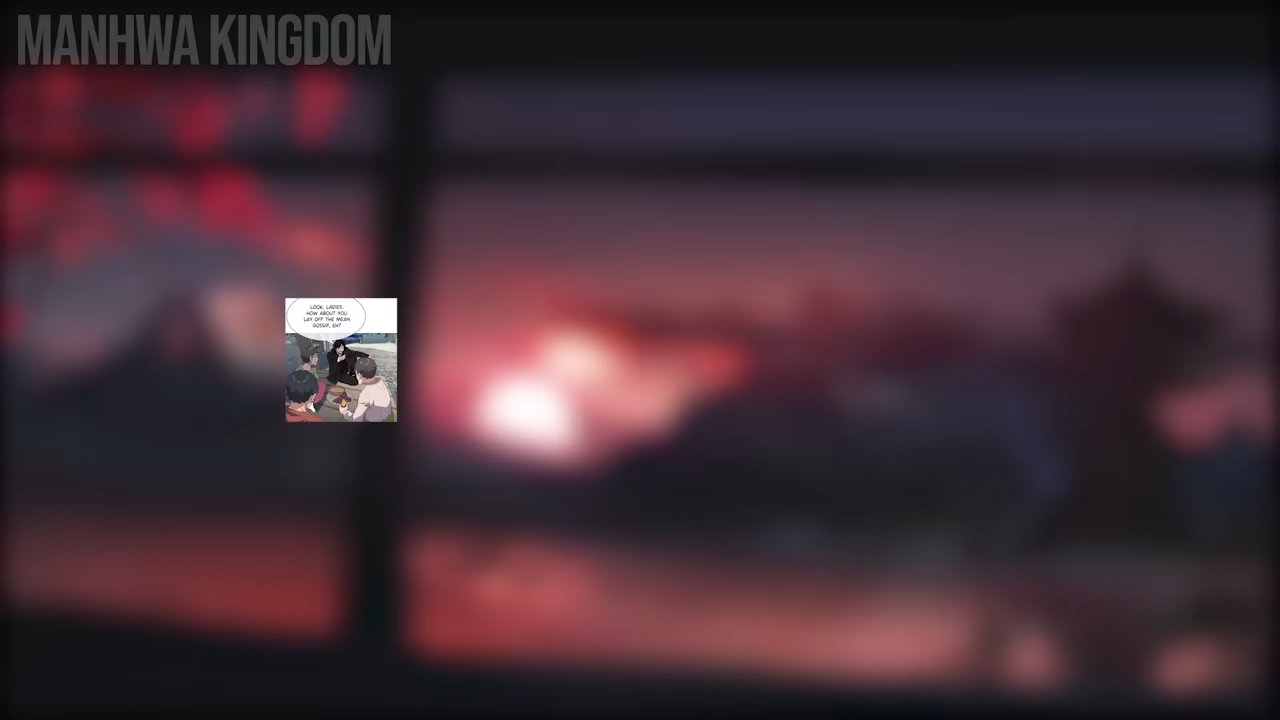 MANHWA KINGDOM
LOOK, LADIES.
HOW ABOUT YOU
LAY OFF THE MEAN
GOSSIP, EH?